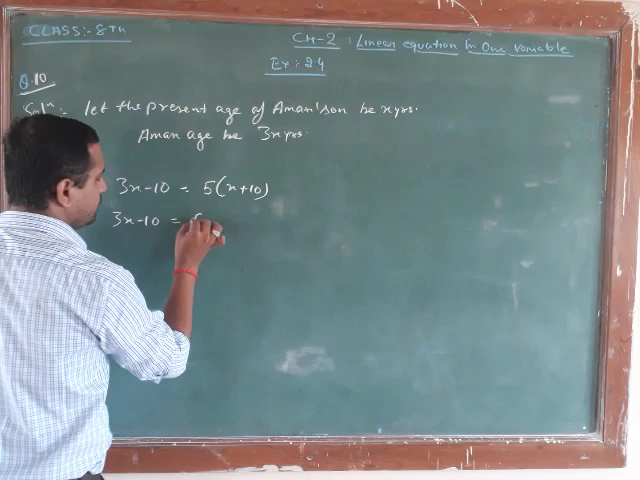 CLASS:- 8TH
CH-2 : Linear equation In One Variable
Ex : 2.4
Q.10
Soln:- let the present age of Aman'son be x yrs.
Aman age be 3x yrs.
3x-10 = 5(x+10)
3x-10 = 5